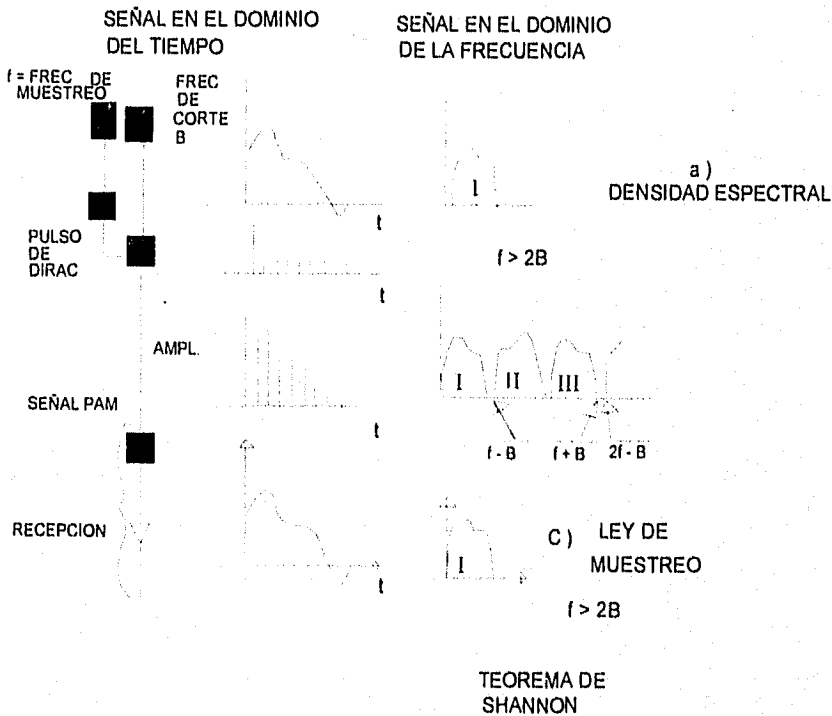 SEÑAL EN EL DOMINIO
DEL TIEMPO
SEÑAL EN EL DOMINIO
DE LA FRECUENCIA
f = FREC DE
MUESTREO
FREC
DE
CORTE
B
t
I
a )
DENSIDAD ESPECTRAL
PULSO
DE
DIRAC
t
f > 2B
AMPL.
SEÑAL PAM
t
I II III
f - B f + B 2f - B
RECEPCION
t
I
C ) LEY DE
MUESTREO
f > 2B
TEOREMA DE
SHANNON